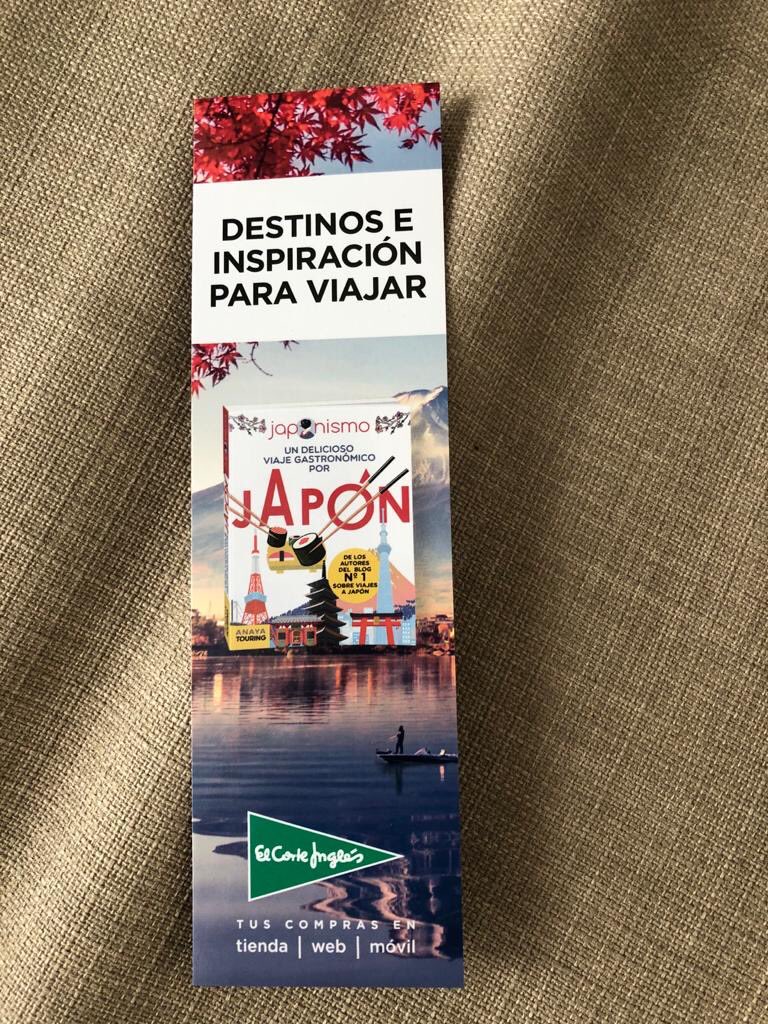 DESTINOS E
INSPIRACIÓN
PARA VIAJAR
japonismo
UN DELICIOSO
VIAJE GASTRONÓMICO
POR
JAPÓN
DE LOS
AUTORES
DEL BLOG
Nº 1
SOBRE VIAJES
A JAPÓN
ANAYA
TOURING
El Corte Inglés
TUS COMPRAS EN
tienda | web | móvil